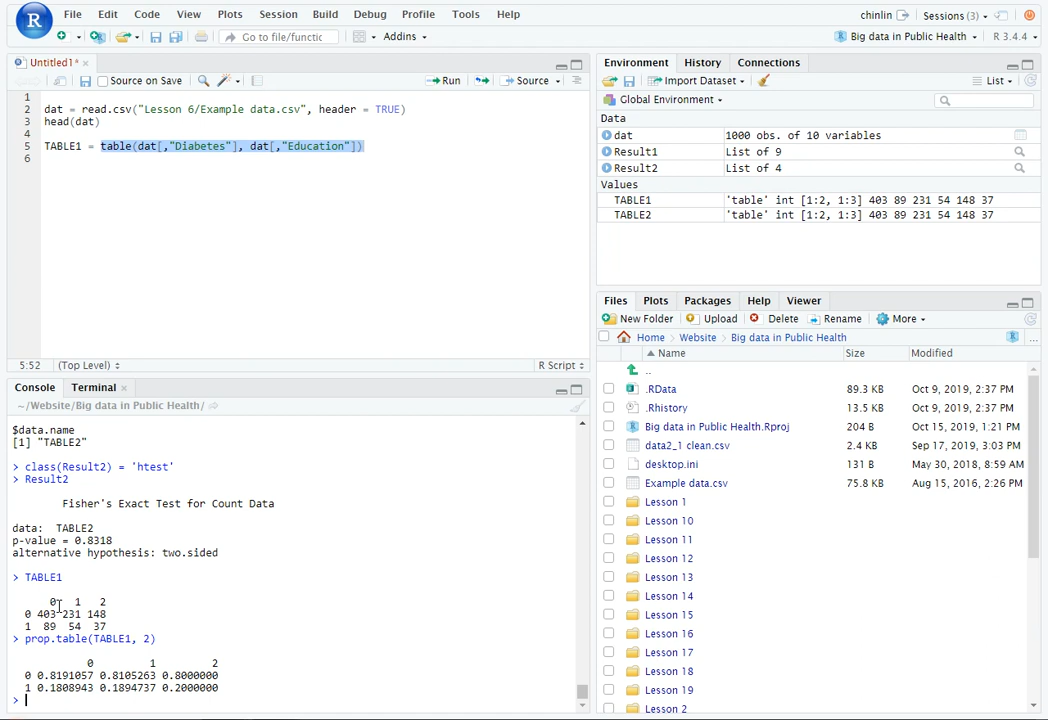 R
File Edit Code View Plots Session Build Debug Profile Tools Help
chinlin Sessions (3)
Go to file/functic Addins
Big data in Public Health R 3.4.4
Untitled1*
Source on Save Run Source
1
2 dat = read.csv("Lesson 6/Example data.csv", header = TRUE)
3 head(dat)
4
5 TABLE1 = table(dat[,"Diabetes"], dat[,"Education"])
6
5:52 (Top Level) R Script
Console Terminal
~/Website/Big data in Public Health/
$data.name
[1] "TABLE2"
> class(Result2) = 'htest'
> Result2
Fisher's Exact Test for Count Data
data: TABLE2
p-value = 0.8318
alternative hypothesis: two.sided
> TABLE1
0 1 2
0 403 231 148
1 89 54 37
> prop.table(TABLE1, 2)
0 1 2
0 0.8191057 0.8105263 0.8000000
1 0.1808943 0.1894737 0.2000000
>
Environment History Connections
Import Dataset List
Global Environment
Data
dat 1000 obs. of 10 variables
Result1 List of 9
Result2 List of 4
Values
TABLE1 'table' int [1:2, 1:3] 403 89 231 54 148 37
TABLE2 'table' int [1:2, 1:3] 403 89 231 54 148 37
Files Plots Packages Help Viewer
New Folder Upload Delete Rename More
Home Website Big data in Public Health ...
Name Size Modified
..
.RData 89.3 KB Oct 9, 2019, 2:37 PM
.Rhistory 13.5 KB Oct 9, 2019, 2:37 PM
Big data in Public Health.Rproj 204 B Oct 15, 2019, 1:21 PM
data2_1 clean.csv 2.4 KB Sep 17, 2019, 3:03 PM
desktop.ini 131 B May 30, 2018, 8:59 AM
Example data.csv 75.8 KB Aug 15, 2016, 2:26 PM
Lesson 1
Lesson 10
Lesson 11
Lesson 12
Lesson 13
Lesson 14
Lesson 15
Lesson 16
Lesson 17
Lesson 18
Lesson 19
Lesson 2